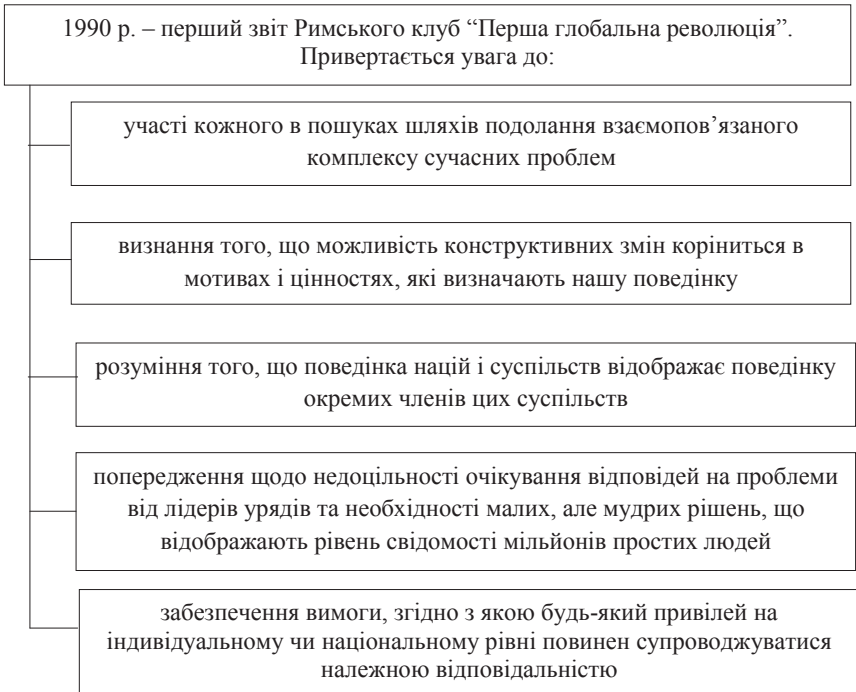 1990 р. – перший звіт Римського клуб “Перша глобальна революція”.
Привертається увага до:
участі кожного в пошуках шляхів подолання взаємопов’язаного
комплексу сучасних проблем
визнання того, що можливість конструктивних змін коріниться в
мотивах і цінностях, які визначають нашу поведінку
розуміння того, що поведінка націй і суспільств відображає поведінку
окремих членів цих суспільств
попередження щодо недоцільності очікування відповідей на проблеми
від лідерів урядів та необхідності малих, але мудрих рішень, що
відображають рівень свідомості мільйонів простих людей
забезпечення вимоги, згідно з якою будь-який привілей на
індивідуальному чи національному рівні повинен супроводжуватися
належною відповідальністю